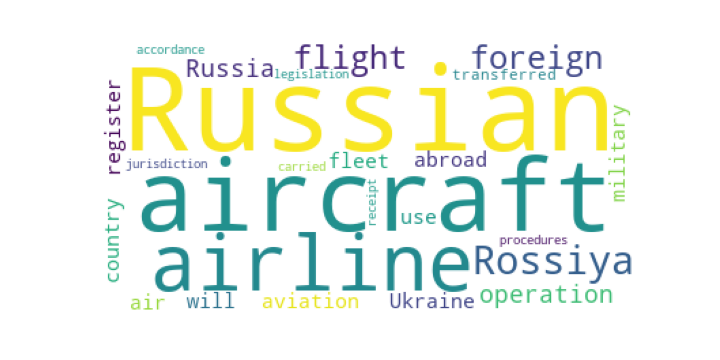 accordance
Russia flight foreign
legislation transferred
register Russian military
jurisdiction carried fleet abroad
aircraft
receipt use
country airline procedures
Rossiya
air will aviation Ukraine operation